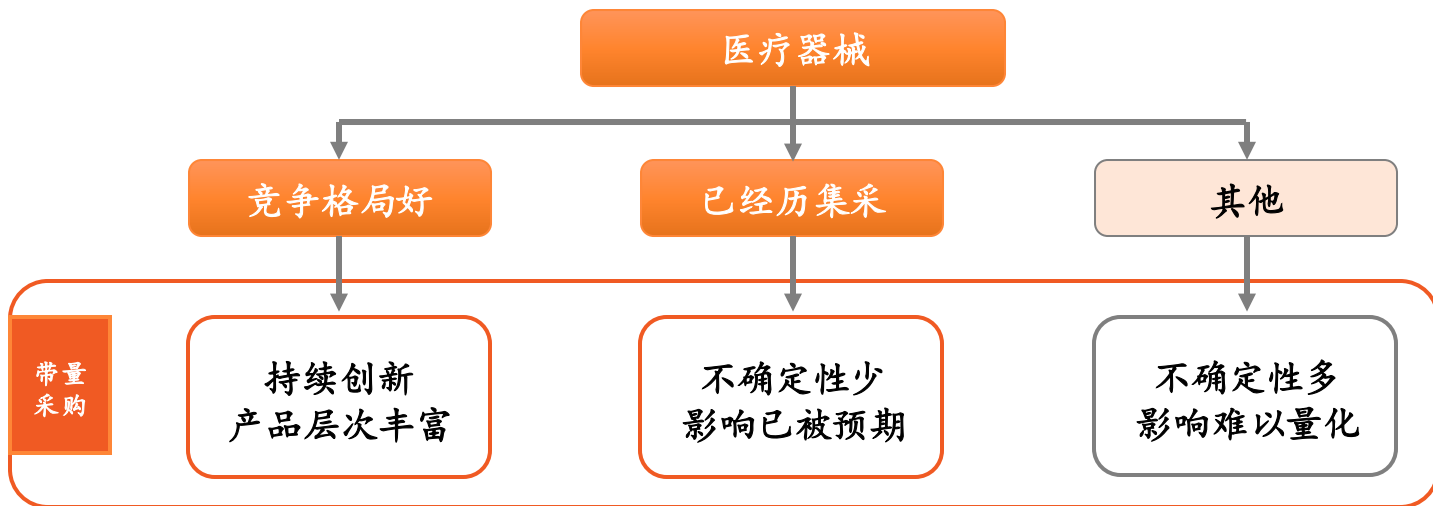 医疗器械
竞争格局好
已经历集采
其他
带量
采购
持续创新
产品层次丰富
不确定性少
影响已被预期
不确定性多
影响难以量化